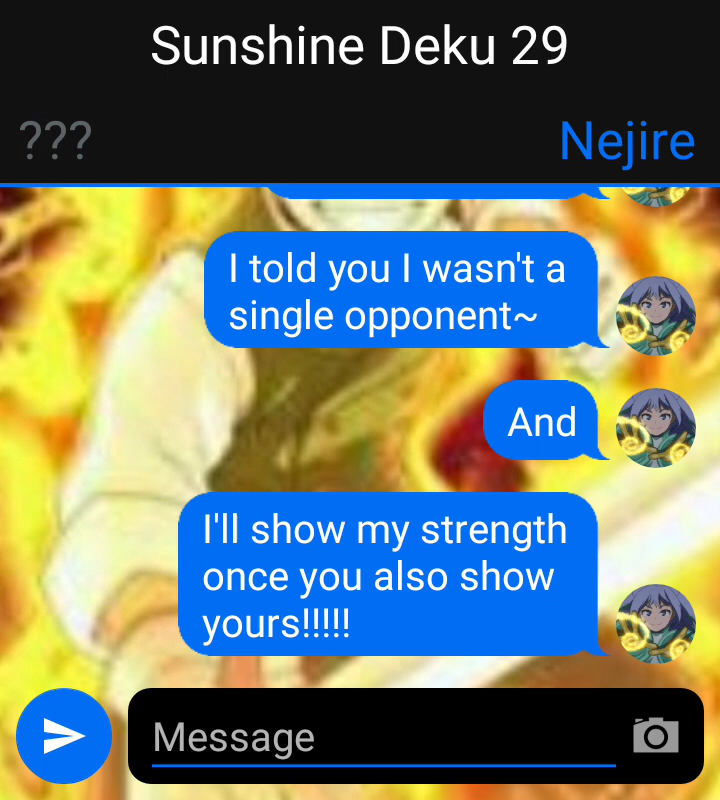 Sunshine Deku 29
???
Nejire
I told you I wasn't a
single opponent~
And
I'll show my strength
once you also show
yours!!!!!
Message